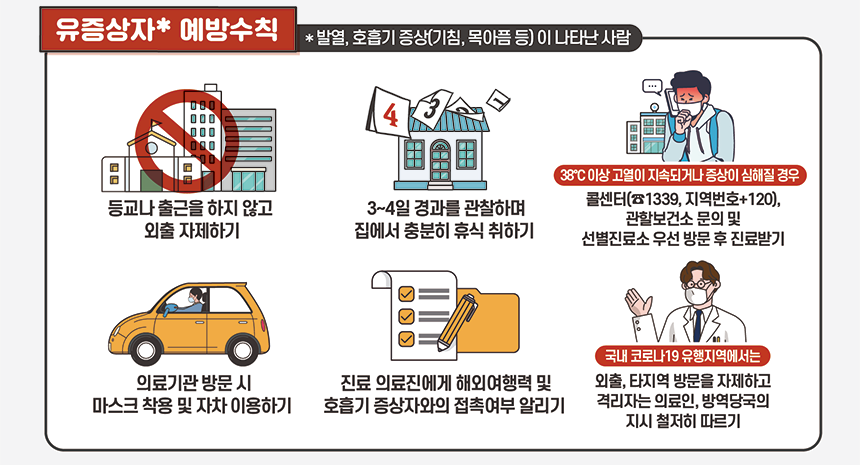 유증상자* 예방수칙
* 발열, 호흡기 증상(기침, 목아픔 등) 이 나타난 사람
등교나 출근을 하지 않고
외출 자제하기
4 3 2 1
3~4일 경과를 관찰하며
집에서 충분히 휴식 취하기
38℃ 이상 고열이 지속되거나 증상이 심해질 경우
콜센터(☎1339, 지역번호+120),
관할보건소 문의 및
선별진료소 우선 방문 후 진료받기
의료기관 방문 시
마스크 착용 및 자차 이용하기
진료 의료진에게 해외여행력 및
호흡기 증상자와의 접촉여부 알리기
국내 코로나19 유행지역에서는
외출, 타지역 방문을 자제하고
격리자는 의료인, 방역당국의
지시 철저히 따르기